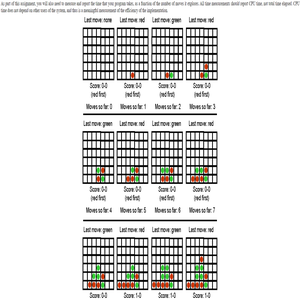 As part of this assignment, you will also need to measure and report the time that your program takes, as a function of the number of moves it explores. All time measurements should report CPU time, not total time elapsed. CPU
time does not depend on other users of the system, and thus is a meaningful measurement of the efficiency of the implementation.
Last move: none Last move: red Last move: green Last move: red
Score: 0-0 Score: 0-0 Score: 0-0 Score: 0-0
(red first) (red first) (red first) (red first)
Moves so far: 0 Moves so far: 1 Moves so far: 2 Moves so far: 3
Last move: green Last move: red Last move: green Last move: red
Score: 0-0 Score: 0-0 Score: 0-0 Score: 0-0
(red first) (red first) (red first) (red first)
Moves so far: 4 Moves so far: 5 Moves so far: 6 Moves so far: 7
Last move: green Last move: red Last move: green Last move: red
Score: 0-0 Score: 1-0 Score: 1-0 Score: 1-0